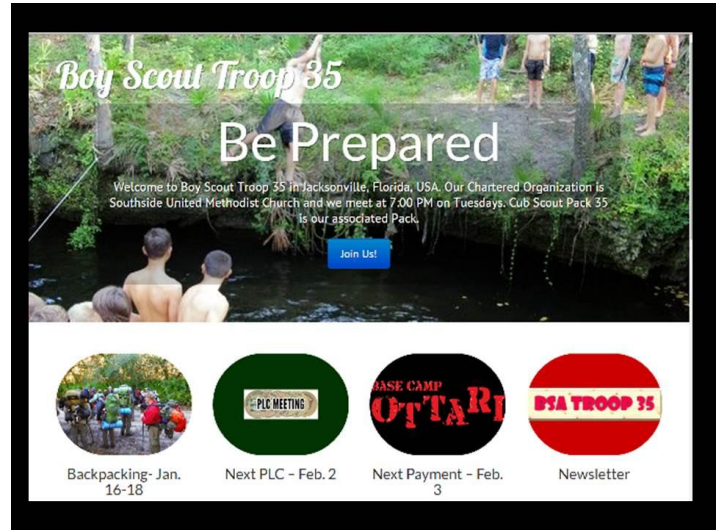 Boy Scout Troop 35
Be Prepared
Welcome to Boy Scout Troop 35 in Jacksonville, Florida, USA. Our Chartered Organization is
Southside United Methodist Church and we meet at 7:00 PM on Tuesdays. Cub Scout Pack 35
is our associated Pack.
Join Us!
PLC MEETING
BASE CAMP
OTTARI
BSA TROOP 35
Backpacking- Jan.
16-18
Next PLC – Feb. 2
Next Payment – Feb.
3
Newsletter